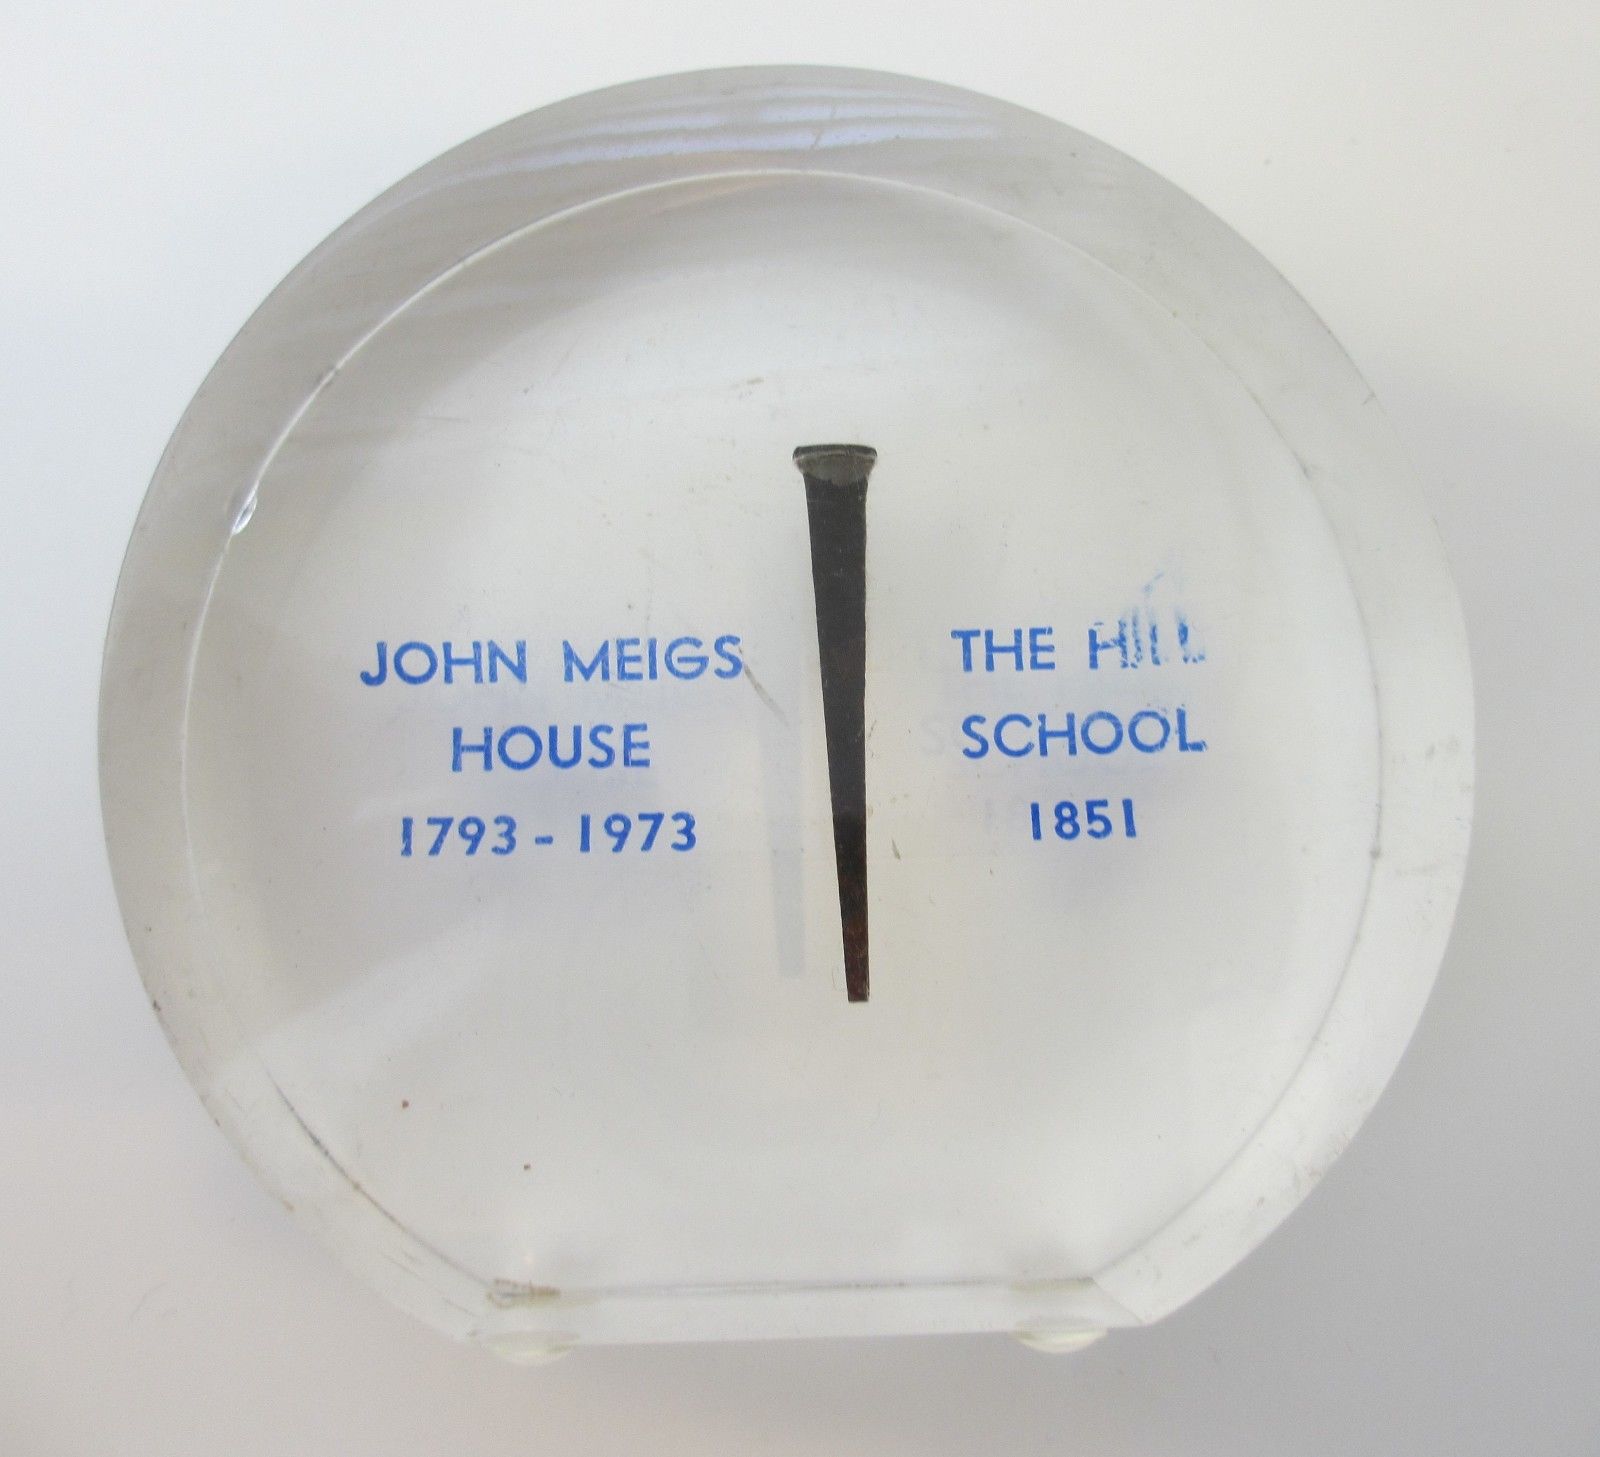 JOHN MEIGS
HOUSE
1793 - 1973
THE HILL
SCHOOL
1851